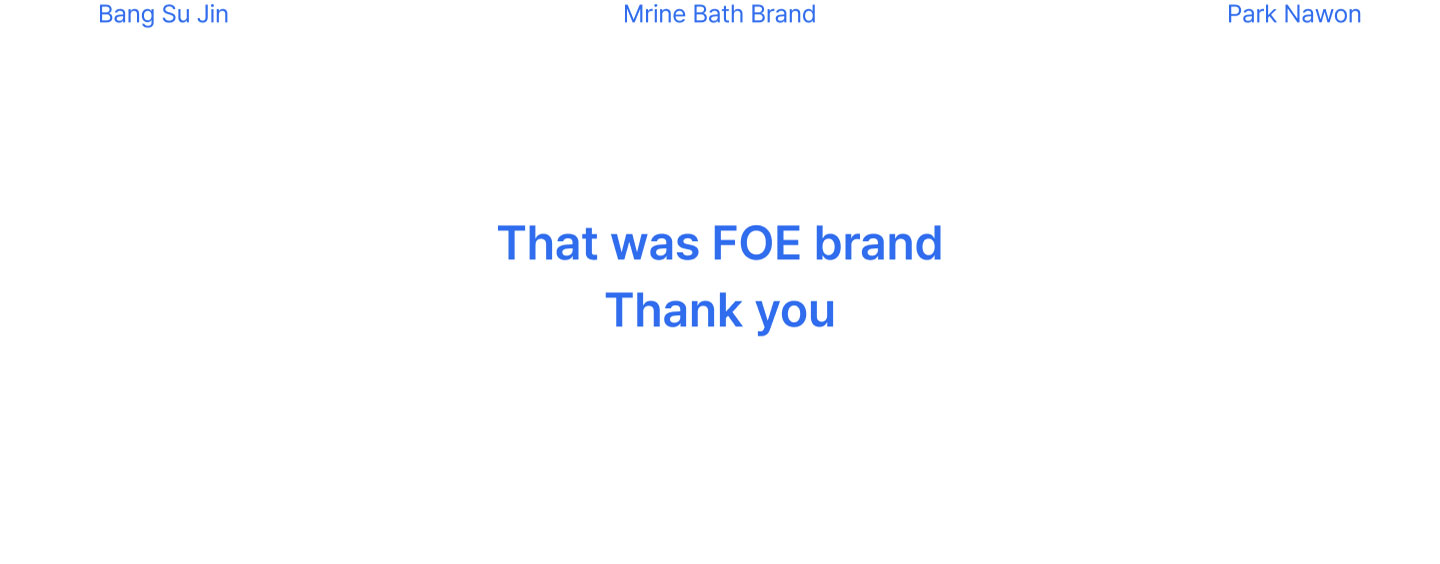 Bang Su Jin
Mrine Bath Brand
Park Nawon
That was FOE brand
Thank you